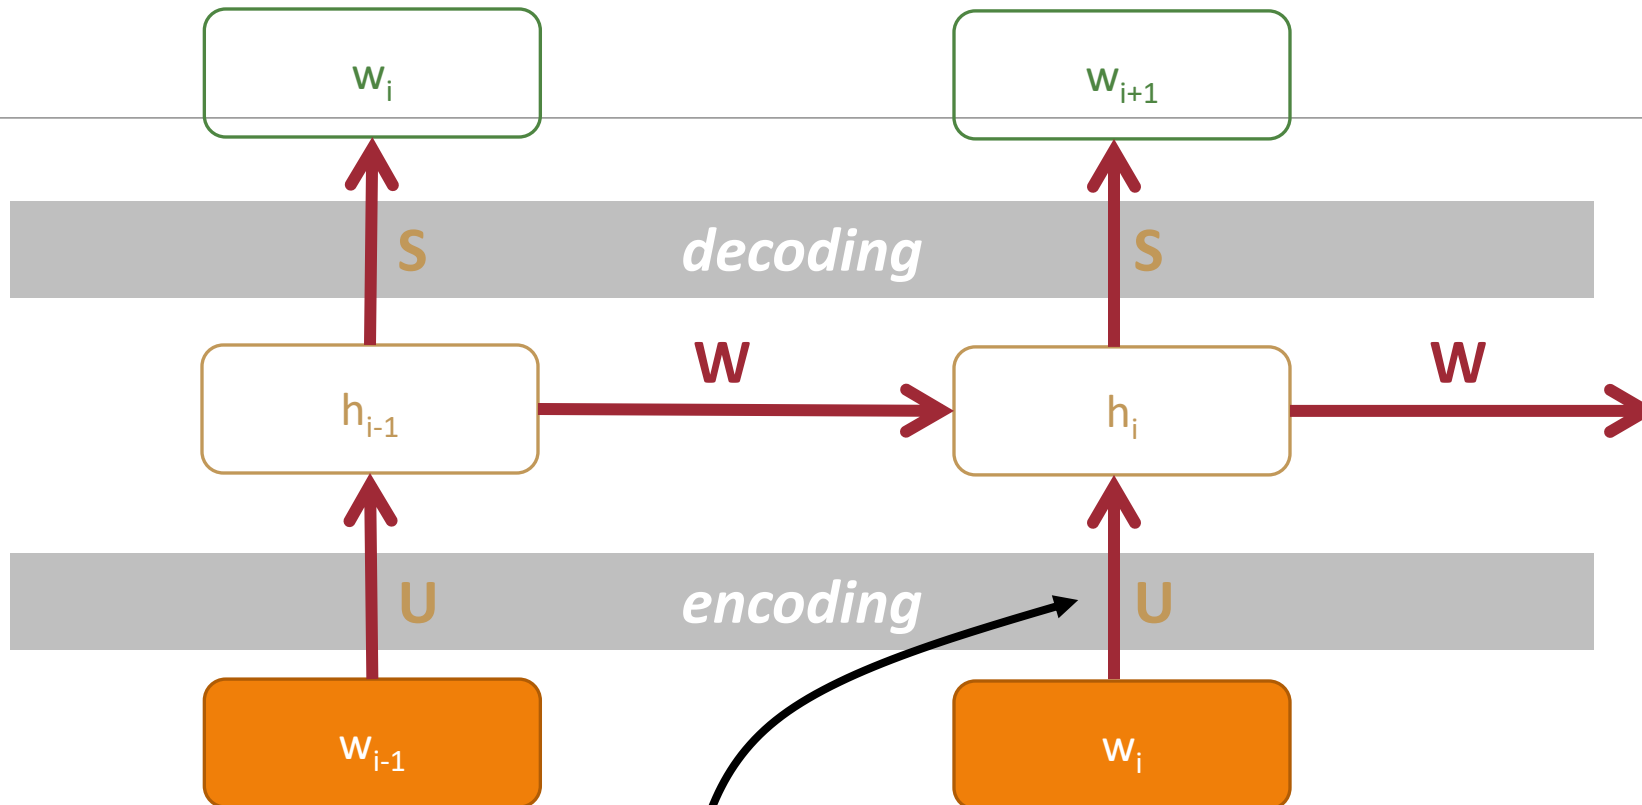 wᵢ wᵢ₊₁
S decoding S
W W
hᵢ₋₁ hᵢ
U encoding U
wᵢ₋₁ wᵢ